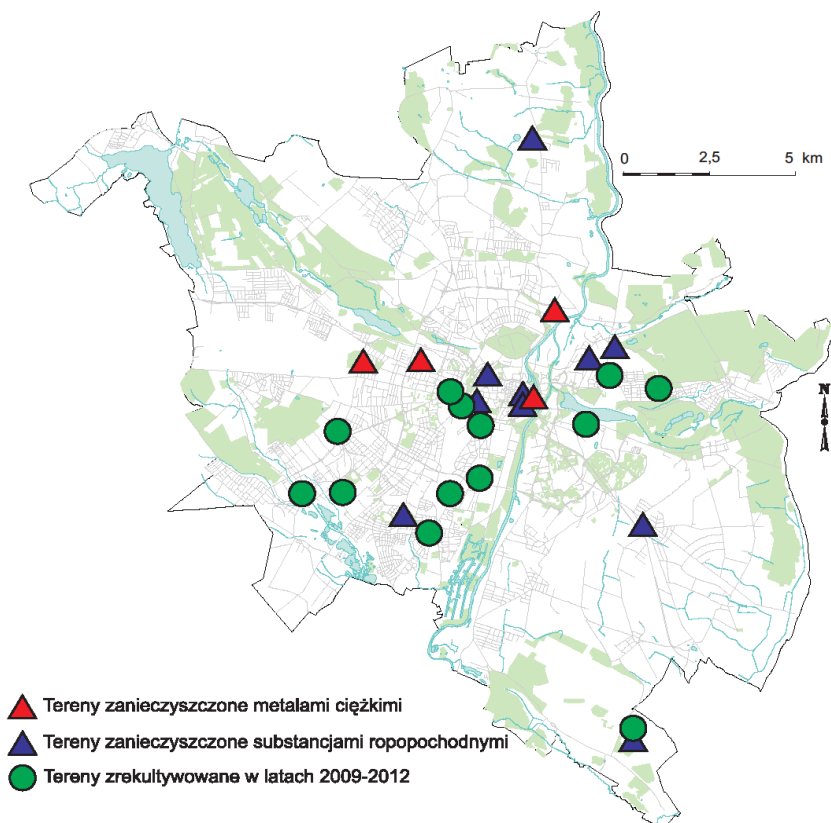 0 2,5 5 km
N
Tereny zanieczyszczone metalami ciężkimi
Tereny zanieczyszczone substancjami ropopochodnymi
Tereny zrekultywowane w latach 2009-2012